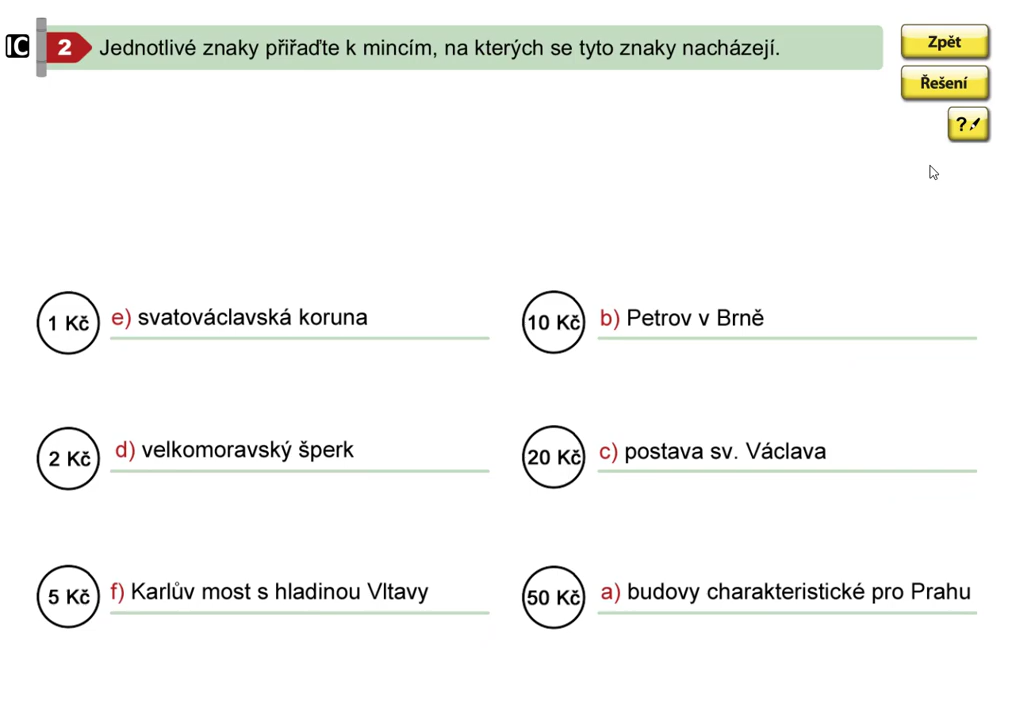 IC
2 Jednotlivé znaky přiřaďte k mincím, na kterých se tyto znaky nacházejí.
Zpět
Řešení
?
1 Kč e) svatováclavská koruna
10 Kč b) Petrov v Brně
2 Kč d) velkomoravský šperk
20 Kč c) postava sv. Václava
5 Kč f) Karlův most s hladinou Vltavy
50 Kč a) budovy charakteristické pro Prahu